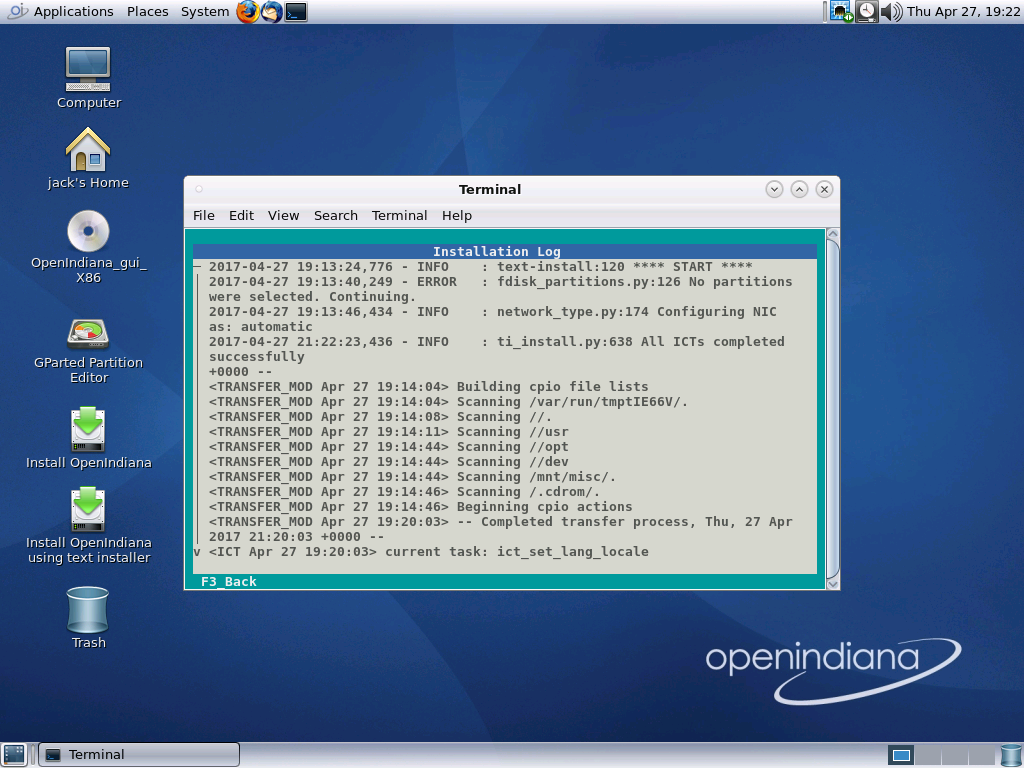 Applications Places System
Thu Apr 27, 19:22
Computer
jack's Home
OpenIndiana_gui_
X86
GParted Partition
Editor
Install OpenIndiana
Install OpenIndiana
using text installer
Trash
Terminal
File Edit View Search Terminal Help
Installation Log
2017-04-27 19:13:24,776 - INFO    : text-install:120 **** START ****
2017-04-27 19:13:40,249 - ERROR   : fdisk_partitions.py:126 No partitions
were selected. Continuing.
2017-04-27 19:13:46,434 - INFO    : network_type.py:174 Configuring NIC
as: automatic
2017-04-27 21:22:23,436 - INFO    : ti_install.py:638 All ICTs completed
successfully
+0000 --
<TRANSFER_MOD Apr 27 19:14:04> Building cpio file lists
<TRANSFER_MOD Apr 27 19:14:04> Scanning /var/run/tmptIE66V/.
<TRANSFER_MOD Apr 27 19:14:08> Scanning //.
<TRANSFER_MOD Apr 27 19:14:11> Scanning //usr
<TRANSFER_MOD Apr 27 19:14:44> Scanning //opt
<TRANSFER_MOD Apr 27 19:14:44> Scanning //dev
<TRANSFER_MOD Apr 27 19:14:44> Scanning /mnt/misc/.
<TRANSFER_MOD Apr 27 19:14:46> Scanning /.cdrom/.
<TRANSFER_MOD Apr 27 19:14:46> Beginning cpio actions
<TRANSFER_MOD Apr 27 19:20:03> -- Completed transfer process, Thu, 27 Apr
2017 21:20:03 +0000 --
v <ICT Apr 27 19:20:03> current task: ict_set_lang_locale
F3_Back
openindiana
Terminal